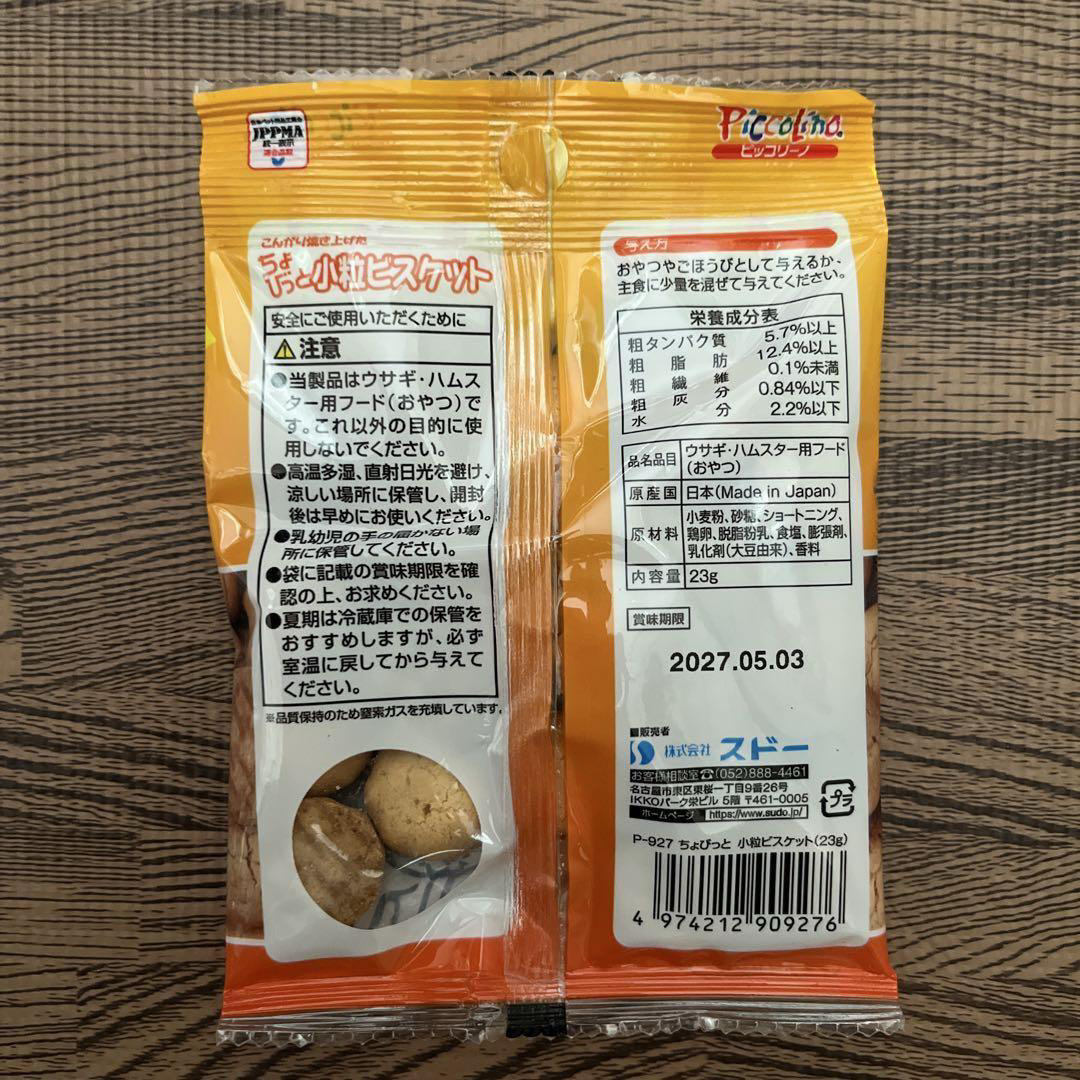 JPPMA
統一表示
適合品証
Piccolino.
ピッコリーノ
こんがり焼き上げた
ちょびっと小粒ビスケット
安全にご使用いただくために
注意
●当製品はウサギ・ハムス
ター用フード(おやつ)で
す。これ以外の目的に使
用しないでください。
●高温多湿、直射日光を避け、
涼しい場所に保管し、開封
後は早めにお使いください。
●乳幼児の手の届かない場
所に保管してください。
●袋に記載の賞味期限を確
認の上、お求めください。
●夏期は冷蔵庫での保管を
おすすめしますが、必ず
室温に戻してから与えて
ください。
※品質保持のため窒素ガスを充填しています。
与え方
おやつやごほうびとして与えるか、
主食に少量を混ぜて与えてください。
栄養成分表
粗タンパク質 5.7%以上
粗脂肪 12.4%以上
粗繊維 0.1%未満
粗灰分 0.84%以下
水分 2.2%以下
品名品目 ウサギ・ハムスター用フード
(おやつ)
原産国 日本(Made in Japan)
原材料 小麦粉、砂糖、ショートニング、
鶏卵、脱脂粉乳、食塩、膨張剤、
乳化剤(大豆由来)、香料
内容量 23g
賞味期限
2027.05.03
■販売者
株式会社 スドー
お客様相談室☎(052)888-4461
名古屋市東区東桜一丁目9番26号
IKKOパーク栄ビル 5階 〒461-0005
ホームページ https://www.sudo.jp/
プラ
P-927 ちょびっと 小粒ビスケット(23g)
4 974212 909276